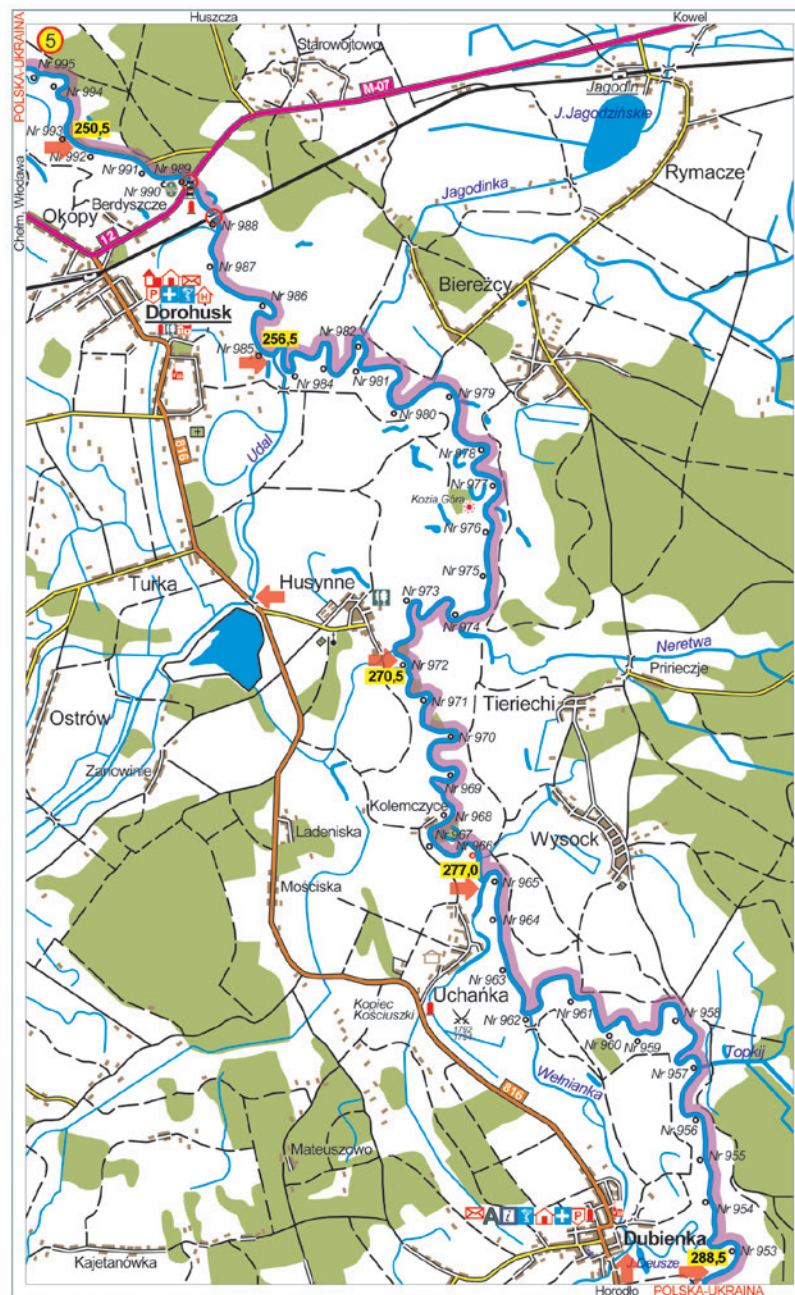 Huszcza
Kowel
5
POLSKA-UKRAINA
Nr 995
Nr 994
Starowojtowo
M-07
Jagodin
J.Jagodzińskie
250,5
Nr 993
Nr 992
Nr 991
Nr 989
Nr 990
Berdyszcze
Rymacze
Jagodinka
Chełm, Włodawa
Okopy
12
Nr 988
Nr 987
Biereżcy
P
H
Dorohusk
Nr 986
256,5
Nr 985
Nr 982
Nr 984
Nr 981
Nr 979
Nr 980
816
Udal
Nr 978
Nr 977
Kozia Góra
Nr 976
Nr 975
Turka
Husynne
Nr 973
Nr 974
Neretwa
Pririeczje
Nr 972
270,5
Nr 971
Tieriechi
Ostrów
Nr 970
Zanowinie
Nr 969
Kolemczyce
Nr 968
Nr 967
Nr 966
Wysock
Ladeniska
277,0
Nr 965
Mościska
Nr 964
Nr 963
Uchańka
Kopiec
Kościuszki
Nr 962
Nr 961
Nr 958
Nr 960
Nr 959
Wełnianka
Topkij
Nr 957
816
Nr 956
Mateuszowo
Nr 955
Nr 954
A
i
P
Dubienka
Nr 953
288,5
J.Deusze
Kajetanówka
Horodło
POLSKA-UKRAINA